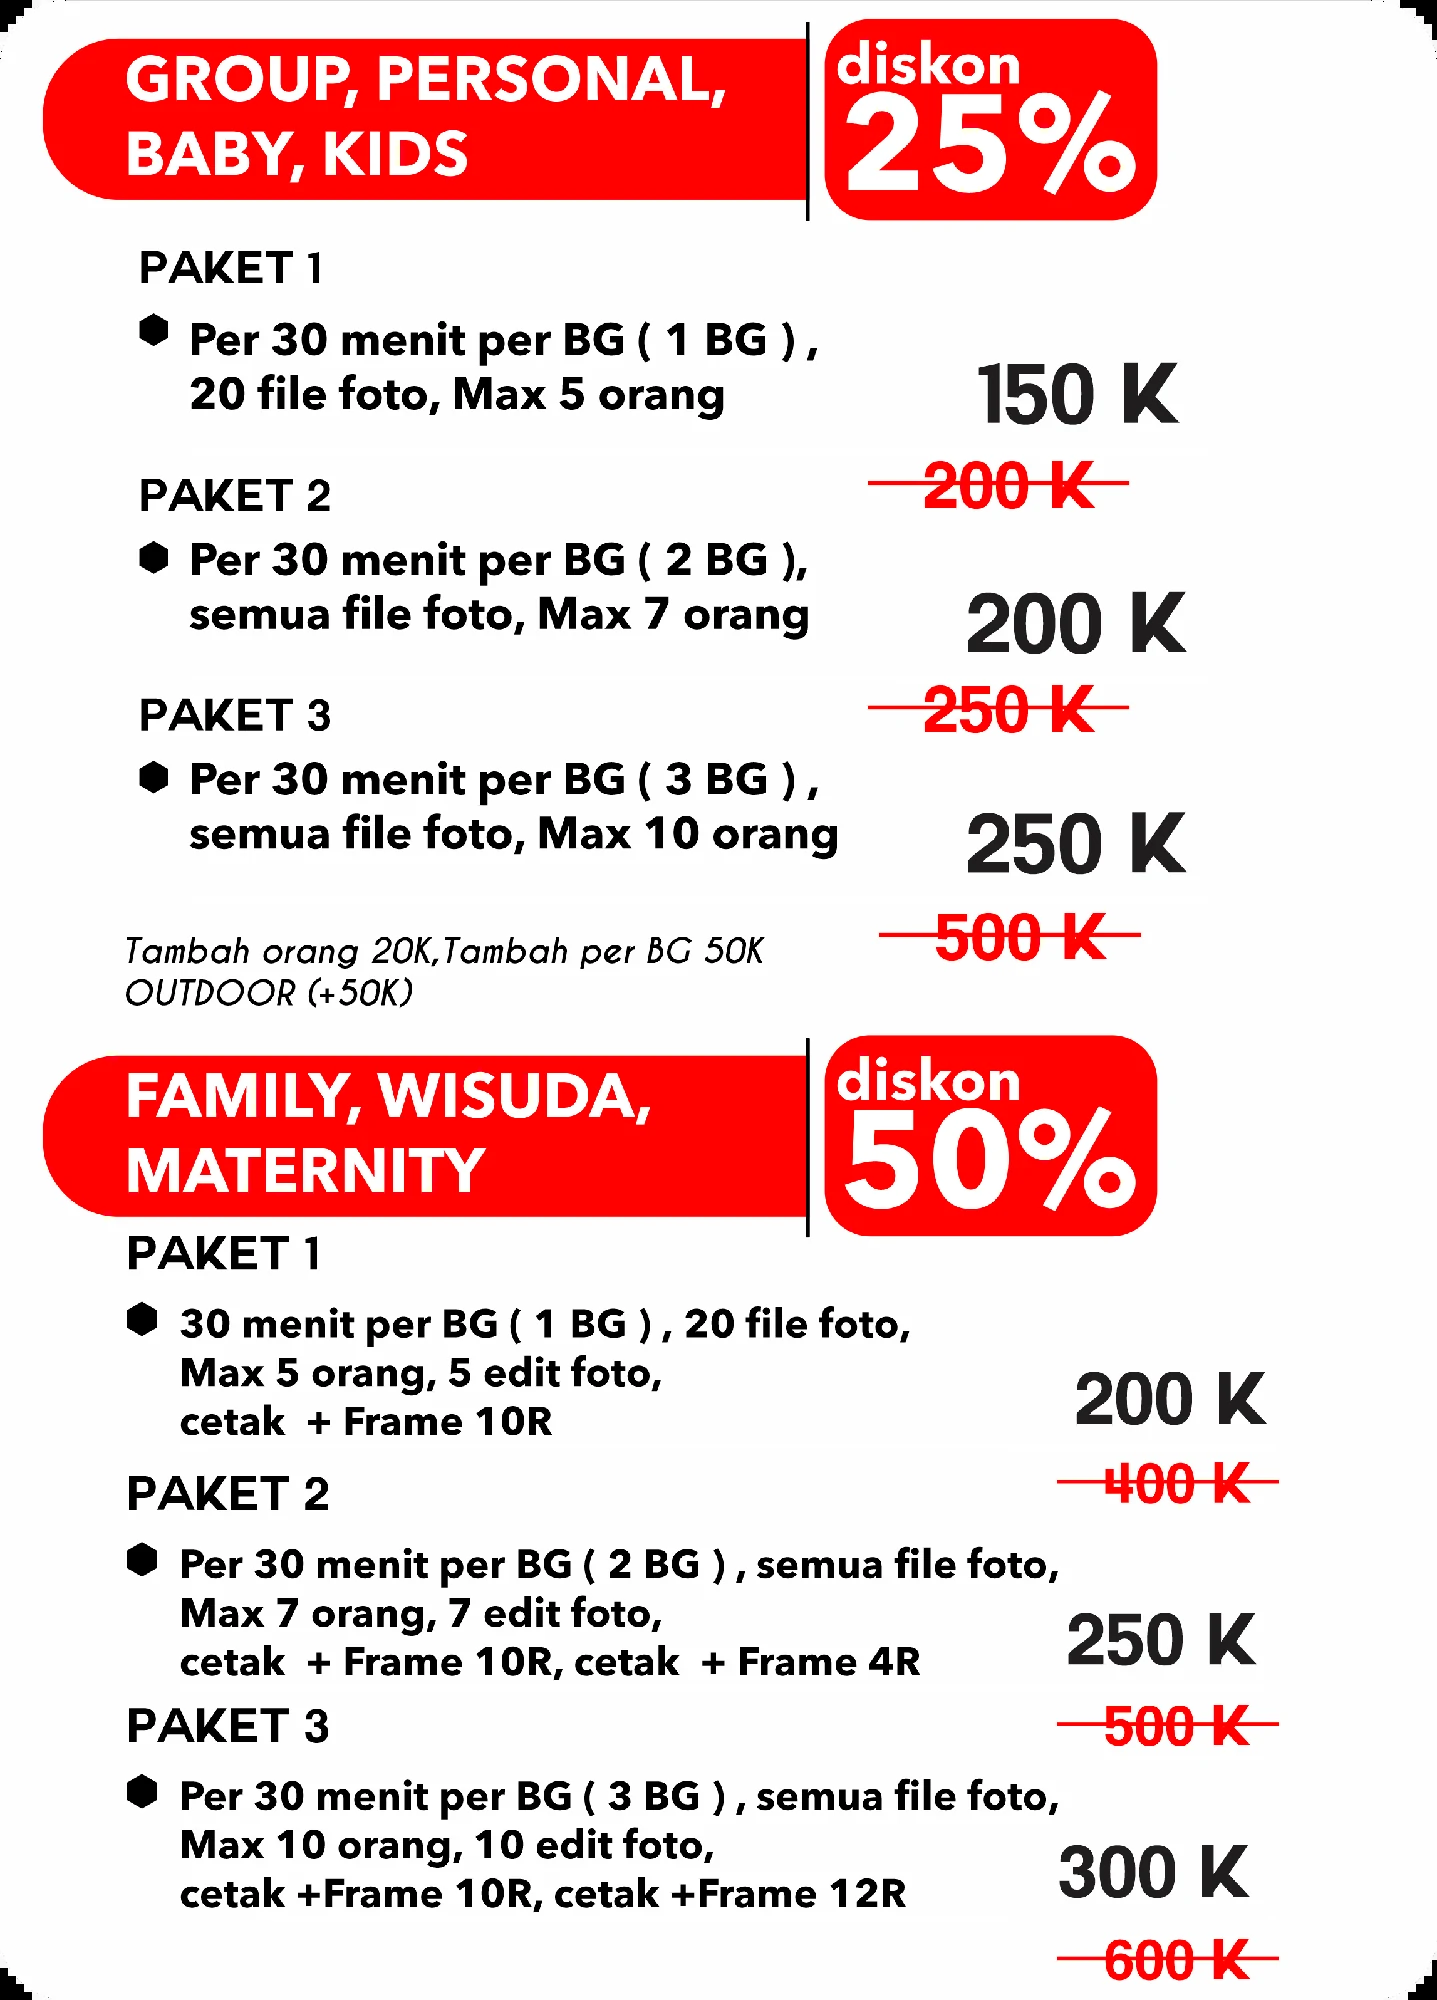 GROUP, PERSONAL,
BABY, KIDS
diskon
25%
PAKET 1
Per 30 menit per BG ( 1 BG ) ,
20 file foto, Max 5 orang
150 K
200 K
PAKET 2
Per 30 menit per BG ( 2 BG ),
semua file foto, Max 7 orang
200 K
250 K
PAKET 3
Per 30 menit per BG ( 3 BG ) ,
semua file foto, Max 10 orang
250 K
500 K
Tambah orang 20K,Tambah per BG 50K
OUTDOOR (+50K)
FAMILY, WISUDA,
MATERNITY
diskon
50%
PAKET 1
30 menit per BG ( 1 BG ) , 20 file foto,
Max 5 orang, 5 edit foto,
cetak + Frame 10R
200 K
400 K
PAKET 2
Per 30 menit per BG ( 2 BG ) , semua file foto,
Max 7 orang, 7 edit foto,
cetak + Frame 10R, cetak + Frame 4R
250 K
500 K
PAKET 3
Per 30 menit per BG ( 3 BG ) , semua file foto,
Max 10 orang, 10 edit foto,
cetak +Frame 10R, cetak +Frame 12R
300 K
600 K